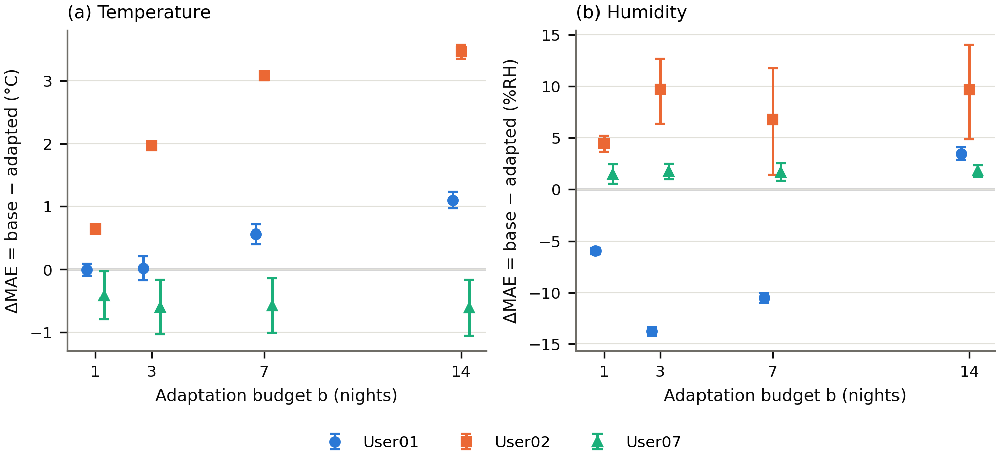 (a) Temperature
ΔMAE = base − adapted (°C)
3
2
1
0
−1
1 3 7 14
Adaptation budget b (nights)
(b) Humidity
ΔMAE = base − adapted (%RH)
15
10
5
0
−5
−10
−15
1 3 7 14
Adaptation budget b (nights)
User01 User02 User07